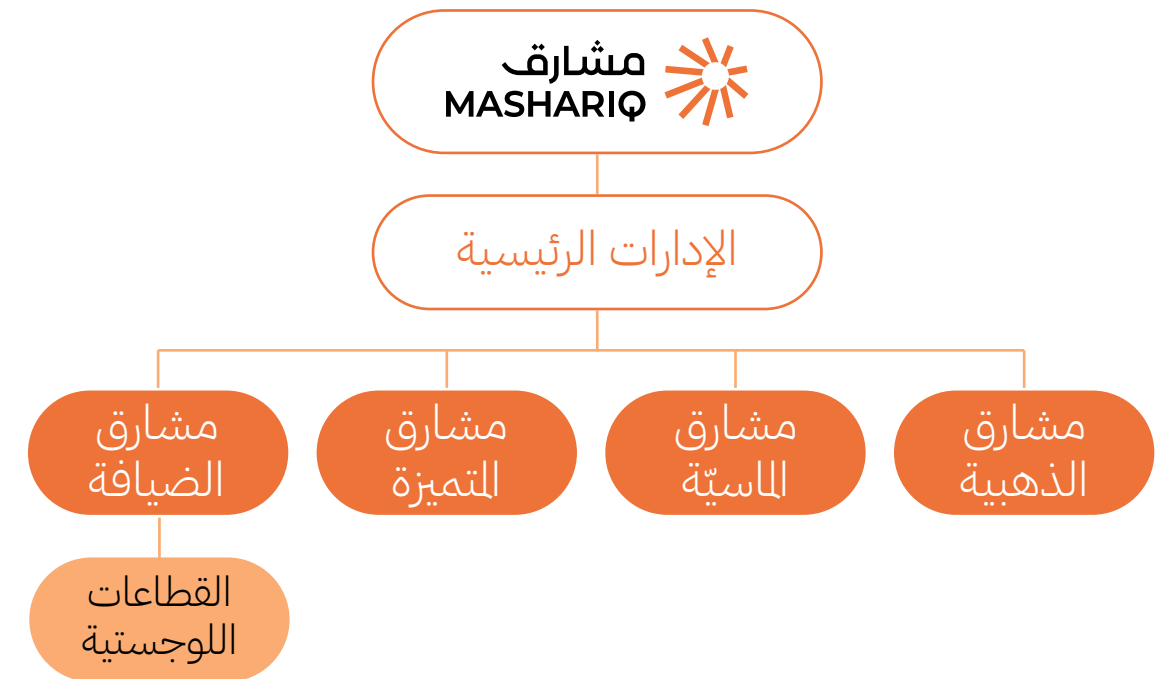 مشارق
MASHARIQ
الإدارات الرئيسية
مشارق
الذهبية
مشارق
الماسيّة
مشارق
المتميزة
مشارق
الضيافة
القطاعات
اللوجستية